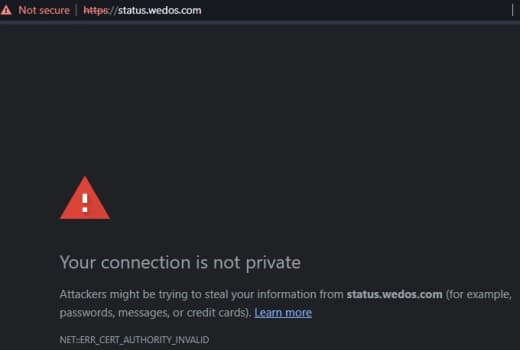 Not secure | https://status.wedos.com
Your connection is not private
Attackers might be trying to steal your information from status.wedos.com (for example,
passwords, messages, or credit cards). Learn more
NET::ERR_CERT_AUTHORITY_INVALID